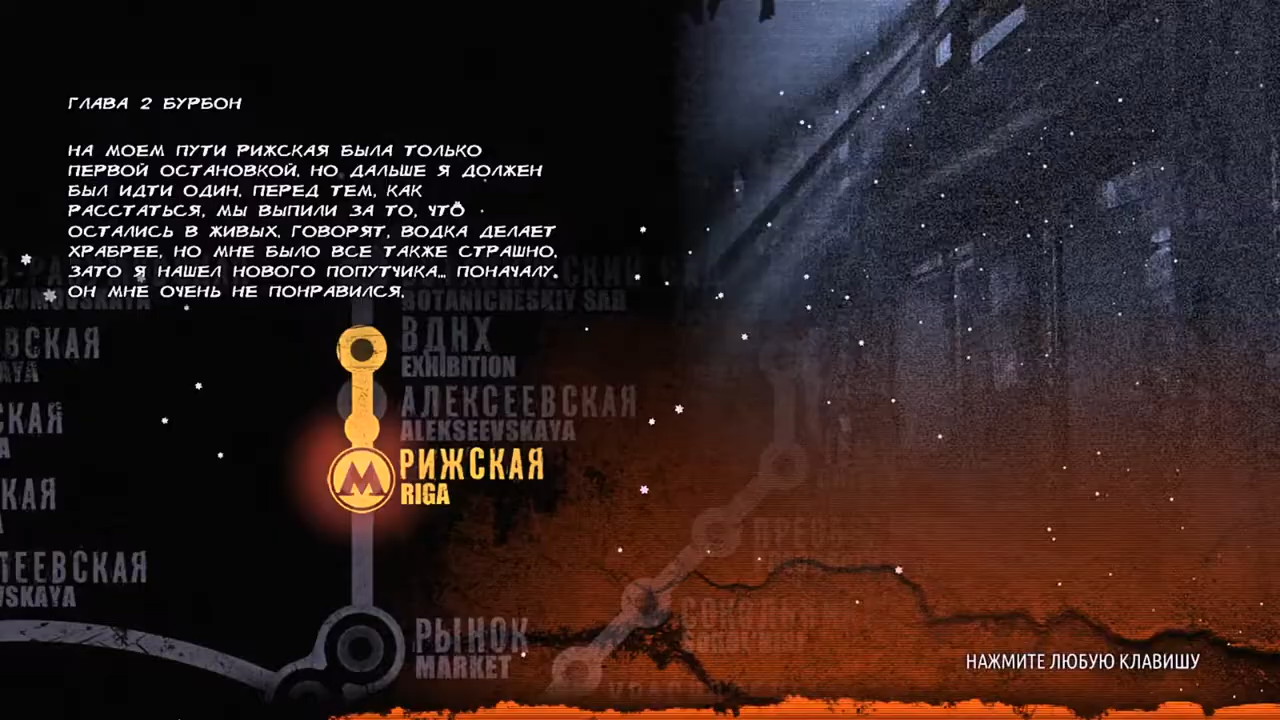 ГЛАВА 2 БУРБОН
НА МОЕМ ПУТИ РИЖСКАЯ БЫЛА ТОЛЬКО
ПЕРВОЙ ОСТАНОВКОЙ, НО ДАЛЬШЕ Я ДОЛЖЕН
БЫЛ ИДТИ ОДИН. ПЕРЕД ТЕМ, КАК
РАССТАТЬСЯ, МЫ ВЫПИЛИ ЗА ТО, ЧТО
ОСТАЛИСЬ В ЖИВЫХ. ГОВОРЯТ, ВОДКА ДЕЛАЕТ
ХРАБРЕЕ, НО МНЕ БЫЛО ВСЕ ТАКЖЕ СТРАШНО.
ЗАТО Я НАШЕЛ НОВОГО ПОПУТЧИКА... ПОНАЧАЛУ,
ОН МНЕ ОЧЕНЬ НЕ ПОНРАВИЛСЯ.
BOTANICHESKIY SAD
ВДНХ
EXHIBITION
АЛЕКСЕЕВСКАЯ
ALEKSEEVSKAYA
РИЖСКАЯ
RIGA
РЫНОК
MARKET
НАЖМИТЕ ЛЮБУЮ КЛАВИШУ